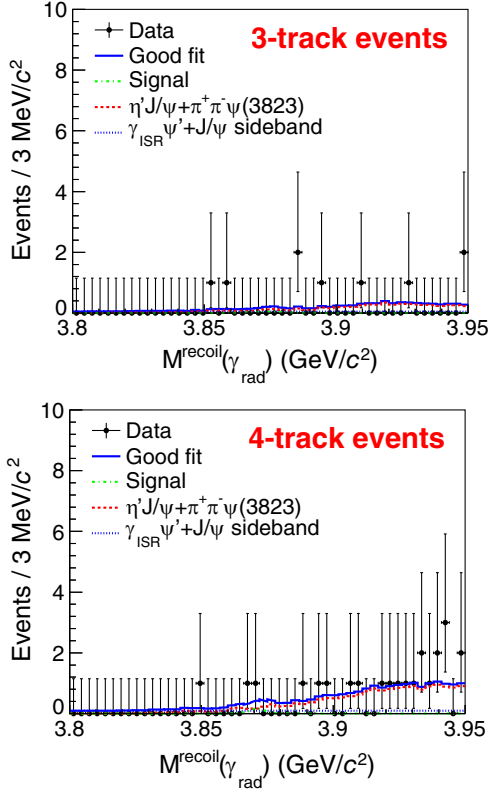 10
8
6
4
2
0
Events / 3 MeV/c²
3-track events
Data
Good fit
Signal
η'J/ψ+π⁺π⁻ψ(3823)
γ_ISRψ'+J/ψ sideband
3.8 3.85 3.9 3.95
M^recoil(γ_rad) (GeV/c²)
10
8
6
4
2
0
Events / 3 MeV/c²
4-track events
Data
Good fit
Signal
η'J/ψ+π⁺π⁻ψ(3823)
γ_ISRψ'+J/ψ sideband
3.8 3.85 3.9 3.95
M^recoil(γ_rad) (GeV/c²)